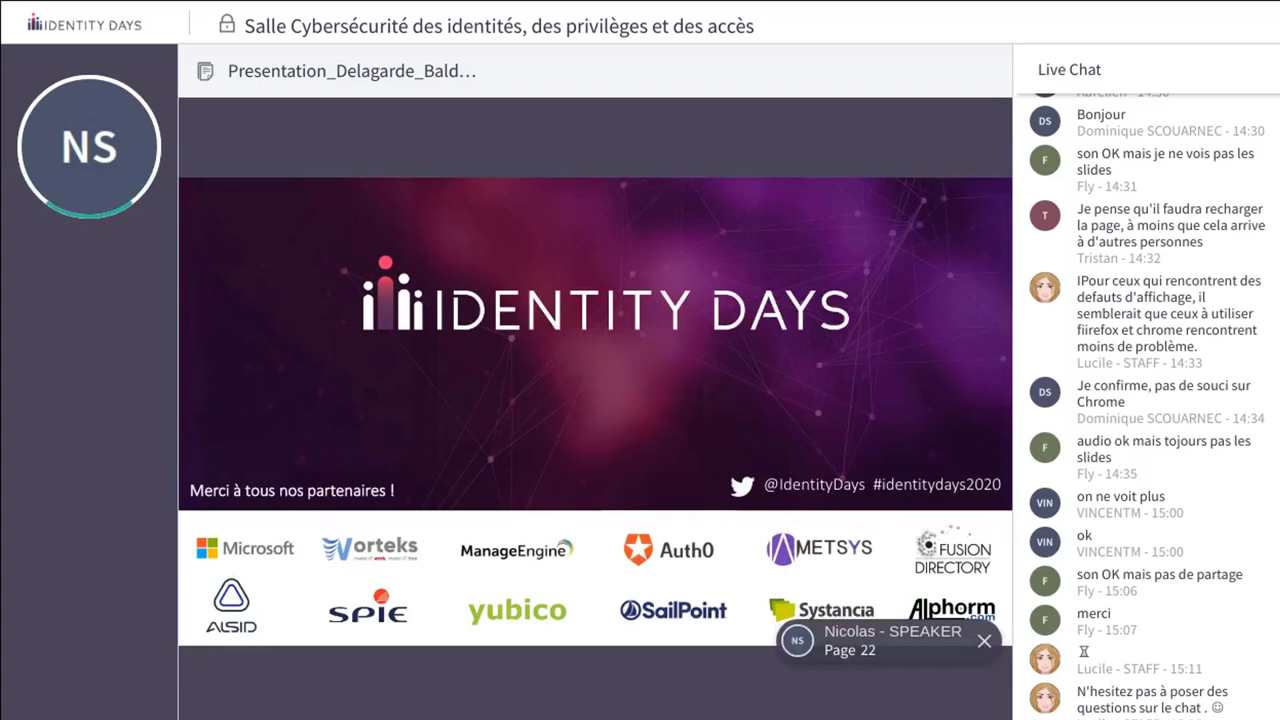 IDENTITY DAYS
Salle Cybersécurité des identités, des privilèges et des accès
NS
Presentation_Delagarde_Bald...
IDENTITY DAYS
Merci à tous nos partenaires !
@IdentityDays #identitydays2020
Microsoft
Worteks
ManageEngine
Auth0
METSYS
FUSION
DIRECTORY
ALSID
SPIE
yubico
SailPoint
Systancia
Alphorm
.com
NS
Nicolas - SPEAKER
Page 22
Live Chat
DS
Bonjour
Dominique SCOUARNEC - 14:30
F
son OK mais je ne vois pas les
slides
Fly - 14:31
T
Je pense qu'il faudra recharger
la page, à moins que cela arrive
à d'autres personnes
Tristan - 14:32
IPour ceux qui rencontrent des
defauts d'affichage, il
semblerait que ceux à utiliser
fiirefox et chrome rencontrent
moins de problème.
Lucile - STAFF - 14:33
DS
Je confirme, pas de souci sur
Chrome
Dominique SCOUARNEC - 14:34
F
audio ok mais tojours pas les
slides
Fly - 14:35
VIN
on ne voit plus
VINCENTM - 15:00
VIN
ok
VINCENTM - 15:00
F
son OK mais pas de partage
Fly - 15:06
F
merci
Fly - 15:07
Lucile - STAFF - 15:11
N'hesitez pas à poser des
questions sur le chat . ☺